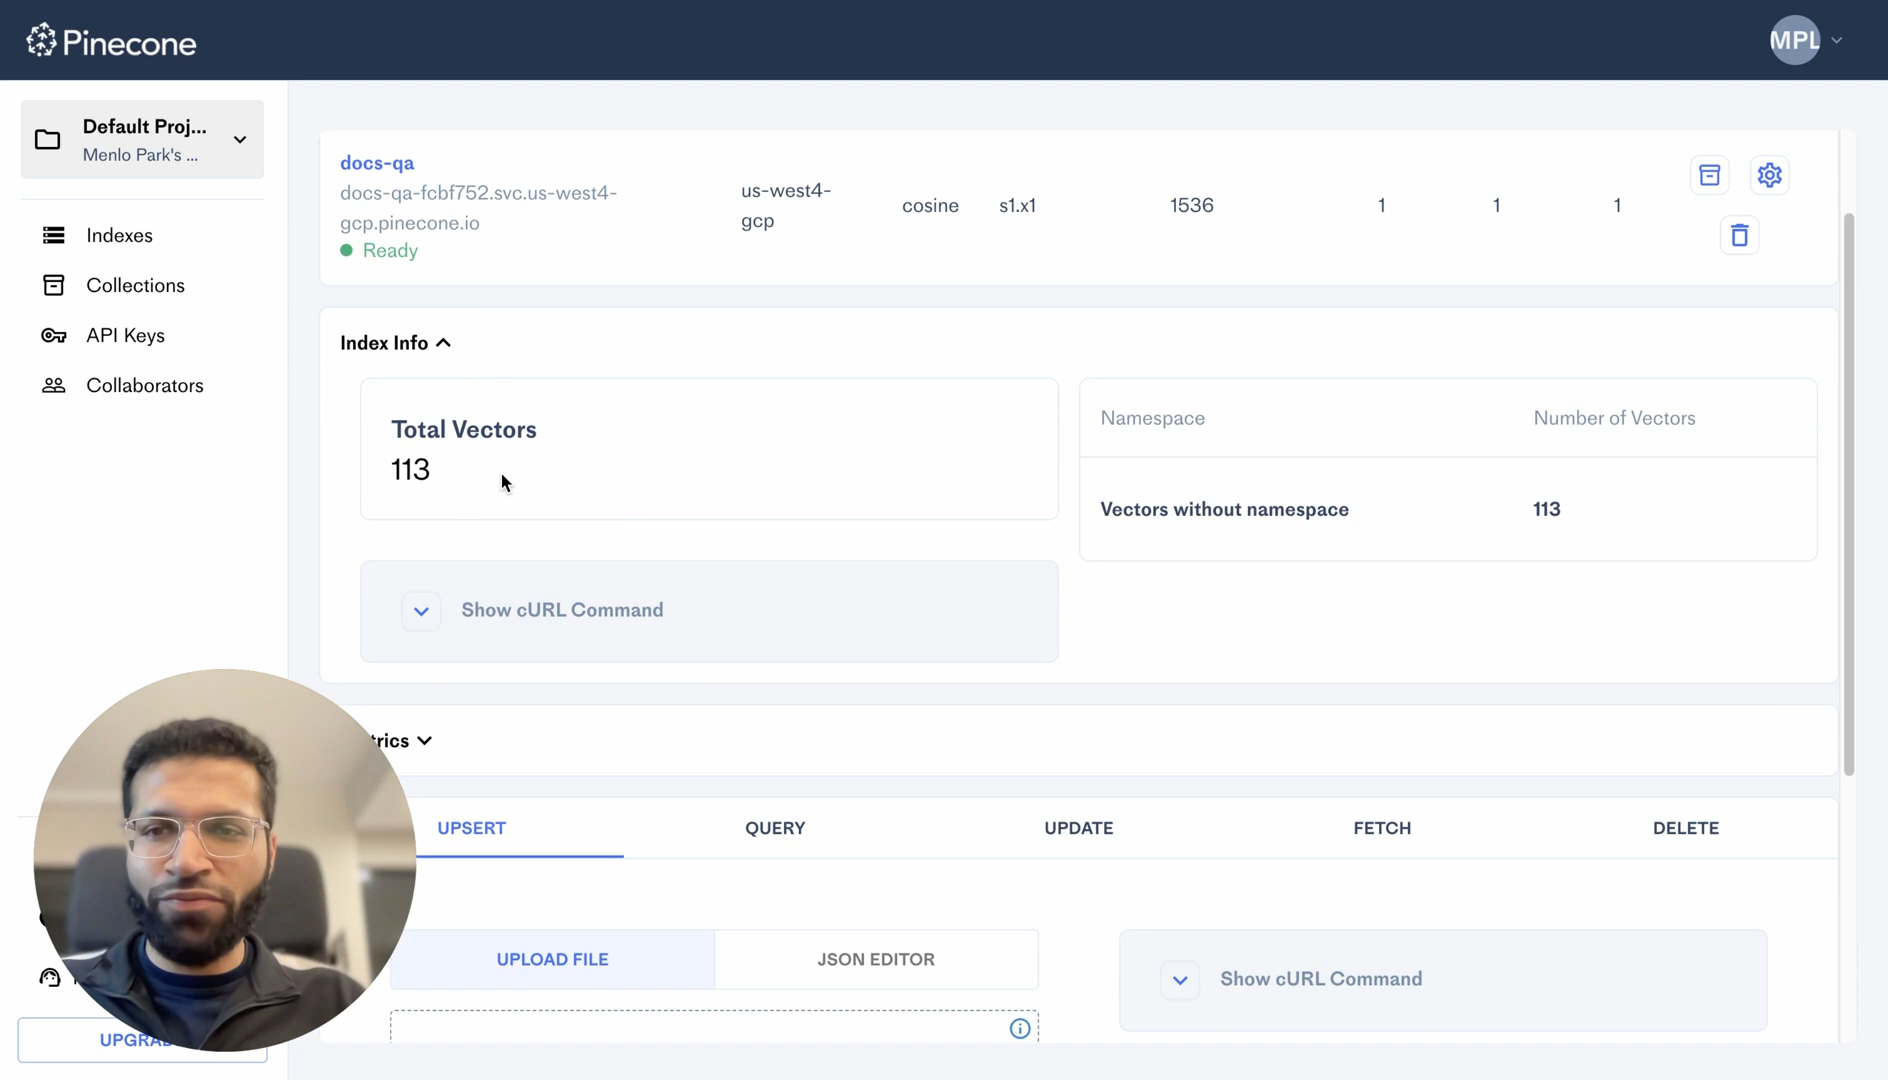 Pinecone
MPL
Default Proj...
Menlo Park's ...
Indexes
Collections
API Keys
Collaborators
docs-qa
docs-qa-fcbf752.svc.us-west4-
gcp.pinecone.io
Ready
us-west4-
gcp
cosine
s1.x1
1536
1
1
1
Index Info
Total Vectors
113
Namespace
Number of Vectors
Vectors without namespace
113
Show cURL Command
trics
UPSERT
QUERY
UPDATE
FETCH
DELETE
UPLOAD FILE
JSON EDITOR
Show cURL Command
UPGRAD